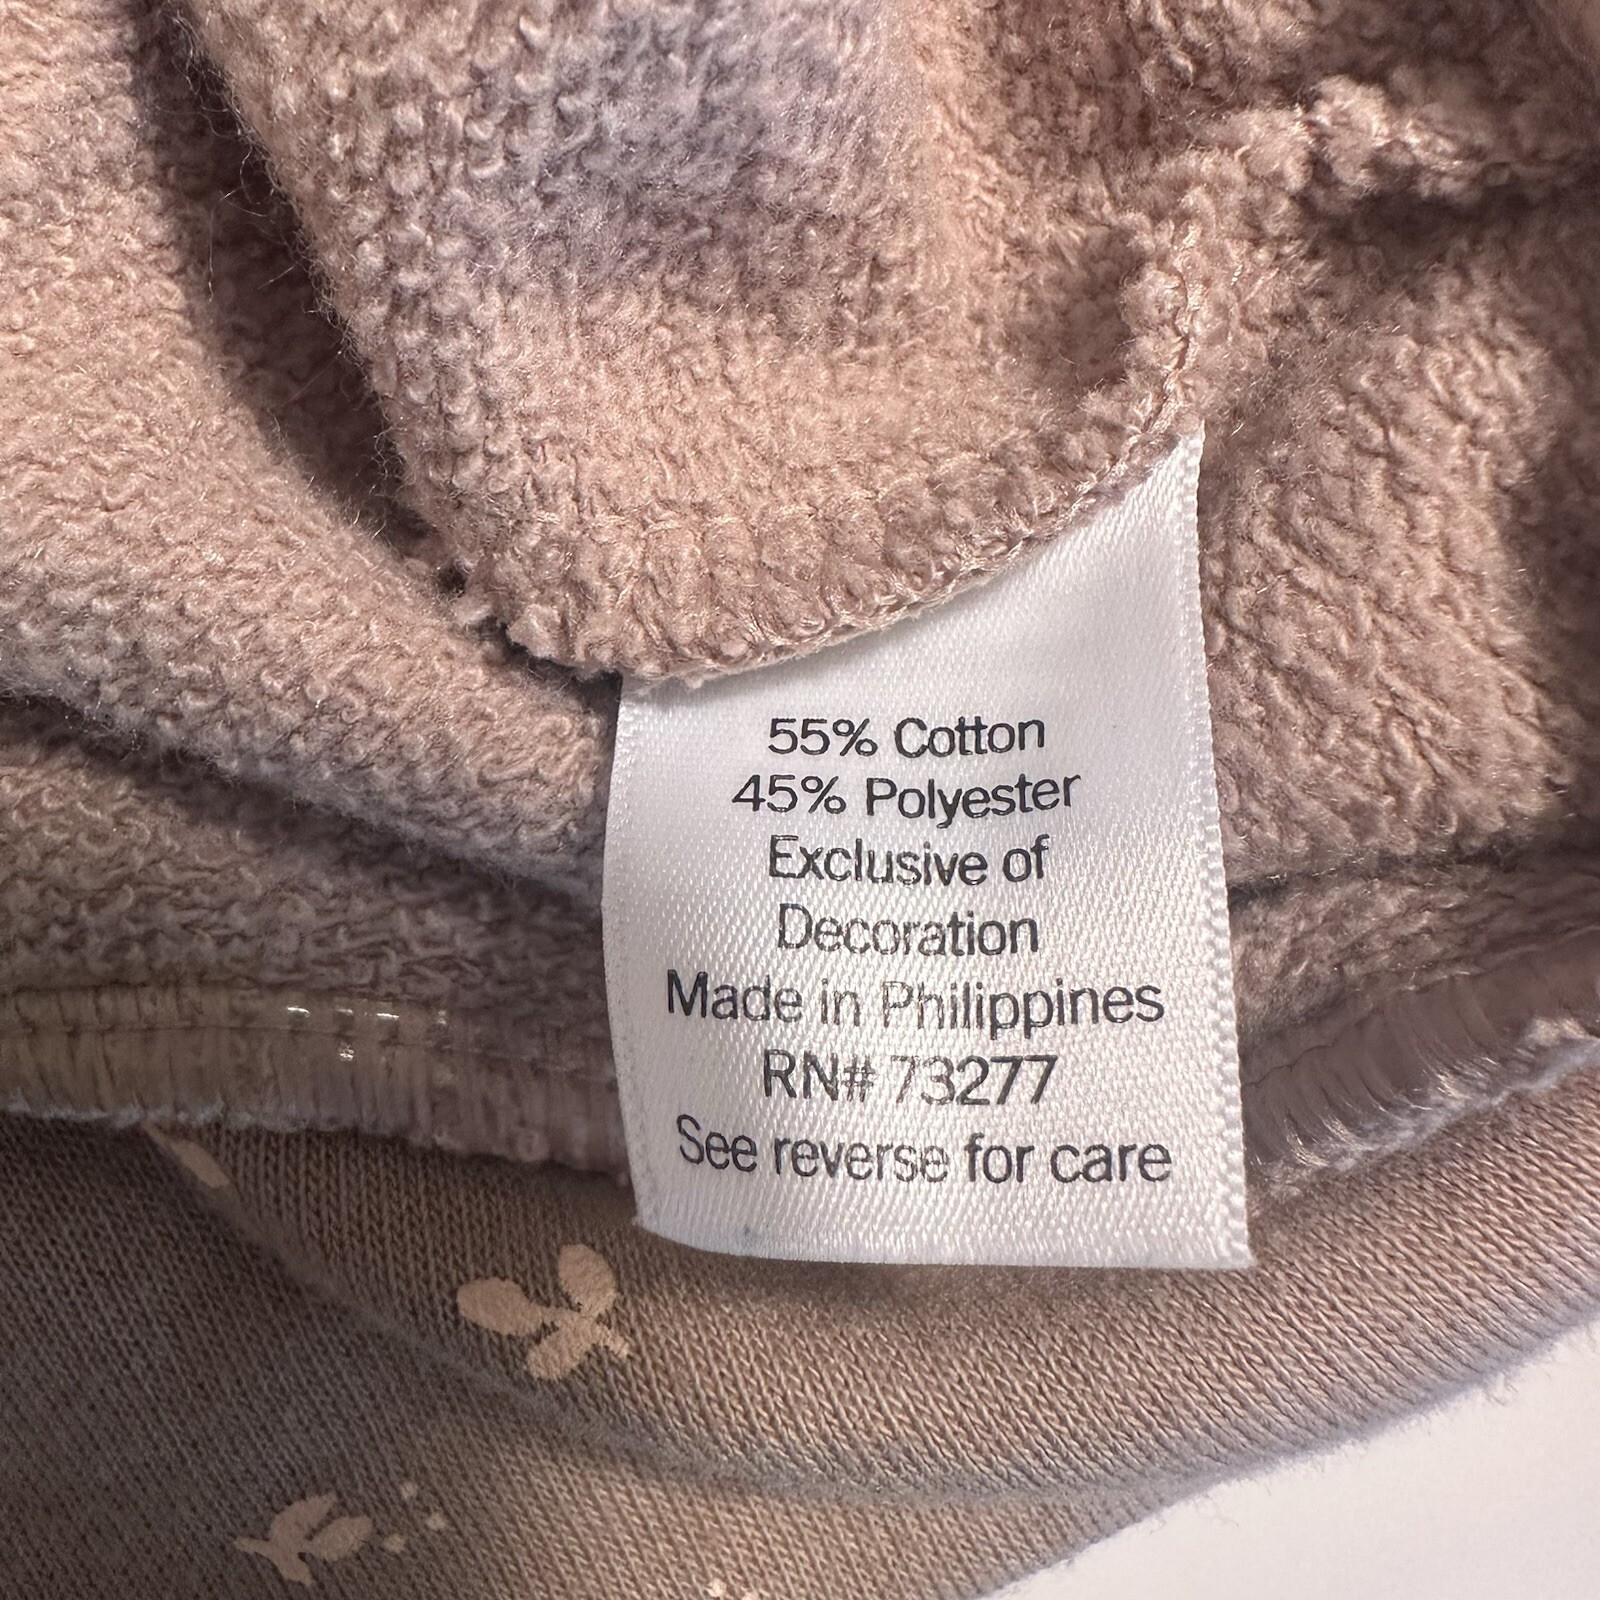 55% Cotton
45% Polyester
Exclusive of
Decoration
Made in Philippines
RN# 73277
See reverse for care